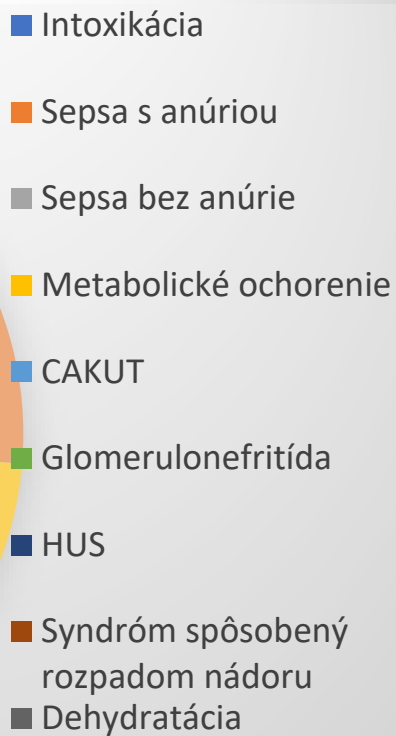 Intoxikácia
Sepsa s anúriou
Sepsa bez anúrie
Metabolické ochorenie
CAKUT
Glomerulonefritída
HUS
Syndróm spôsobený
rozpadom nádoru
Dehydratácia